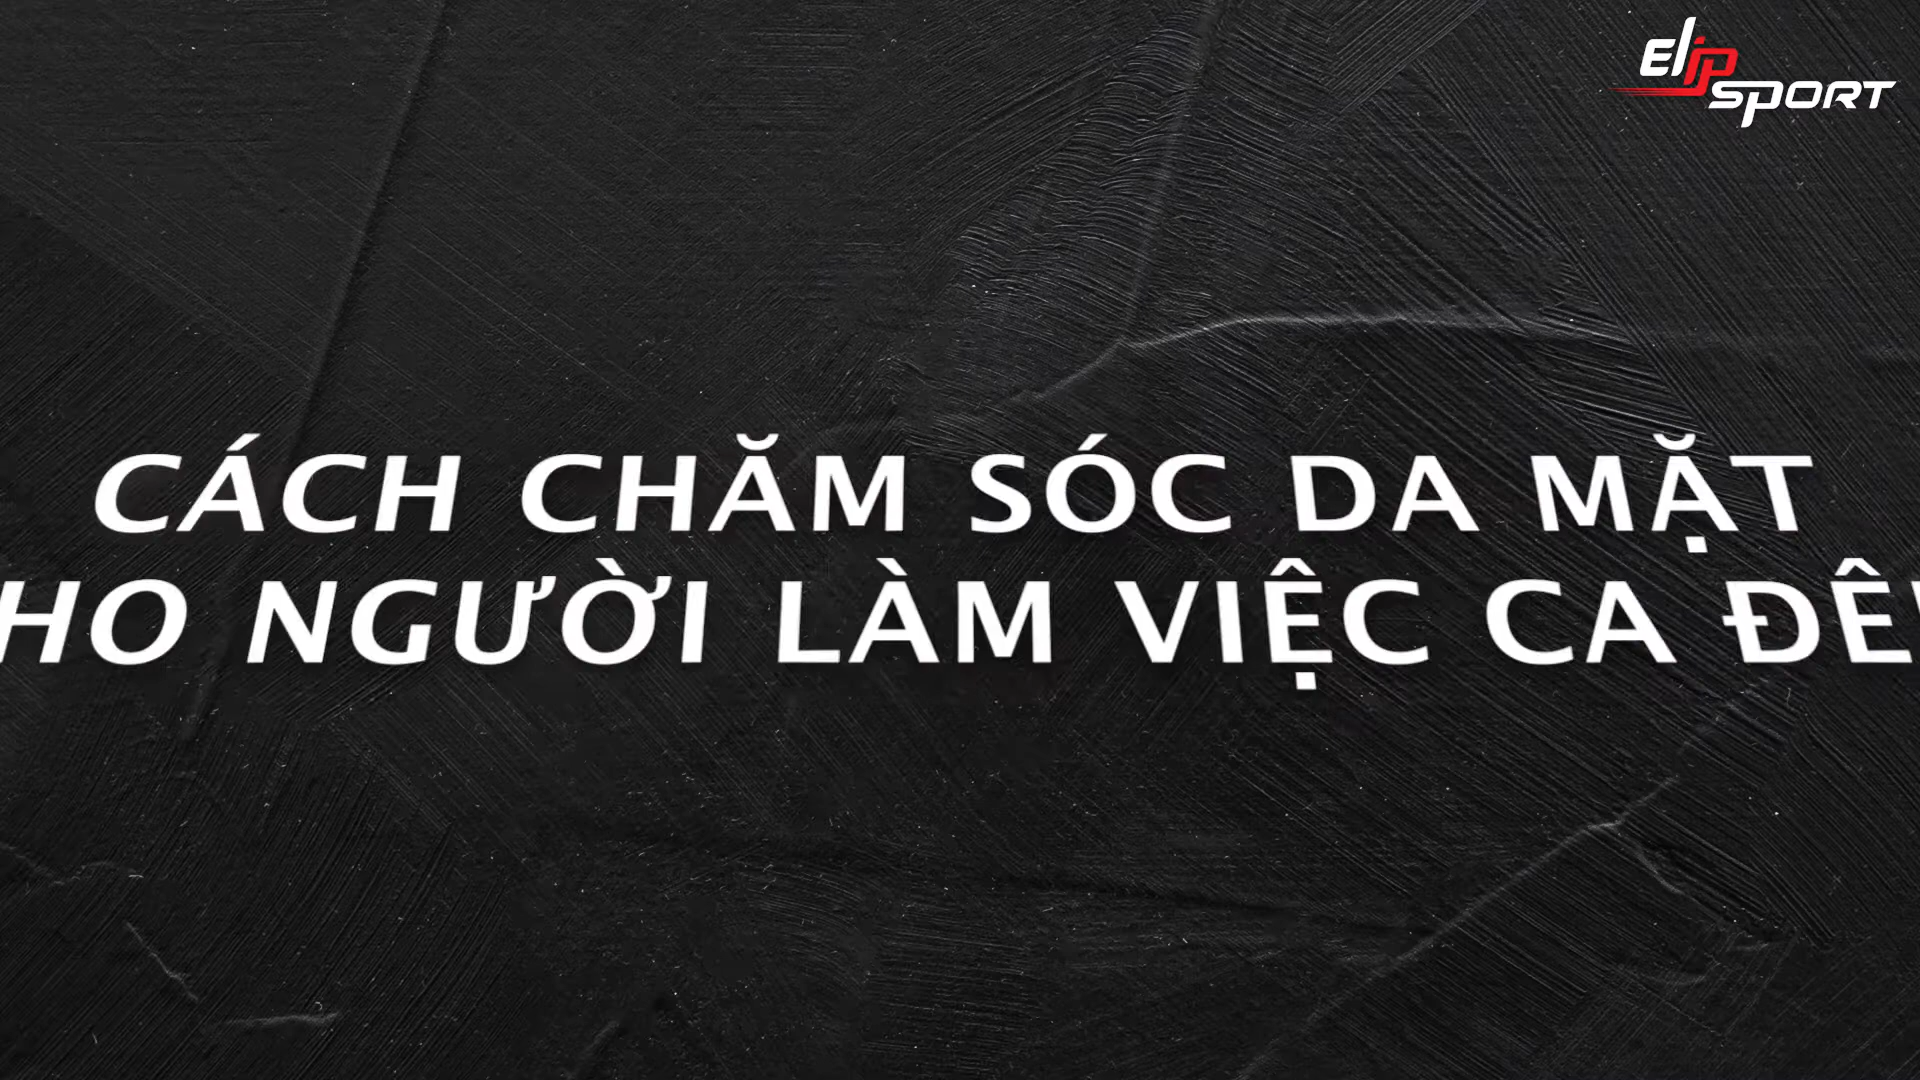 Elip
SPORT
CÁCH CHĂM SÓC DA MẶT
HO NGƯỜI LÀM VIỆC CA ĐÊ